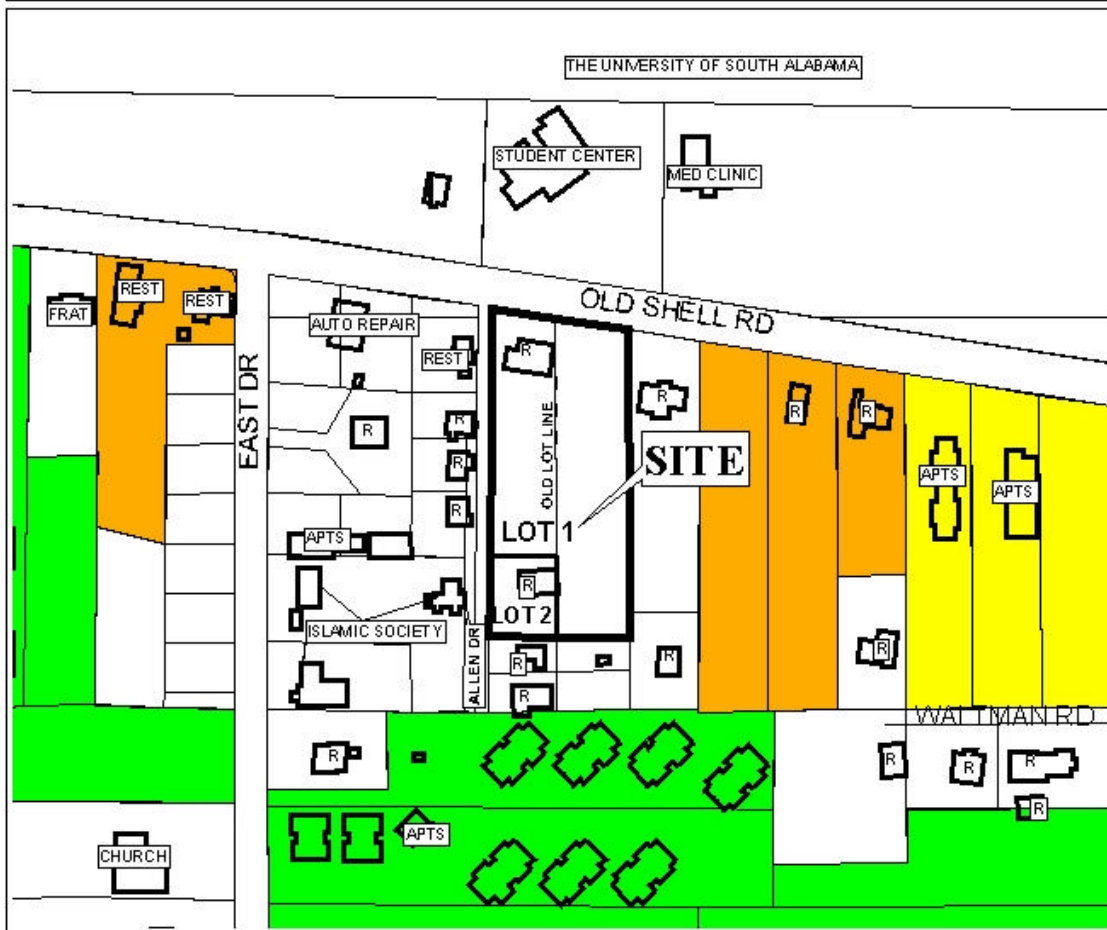 THE UNIVERSITY OF SOUTH ALABAMA
STUDENT CENTER
MED CLINIC
REST
REST
FRAT
OLD SHELL RD
AUTO REPAIR
REST
R
EAST DR
R
R
R
R
R
R
R
OLD LOT LINE
SITE
APTS
APTS
LOT 1
APTS
R
LOT 2
ISLAMIC SOCIETY
ALLEN DR
R
R
R
R
WATTMAN RD
R
R
R
R
R
R
APTS
CHURCH